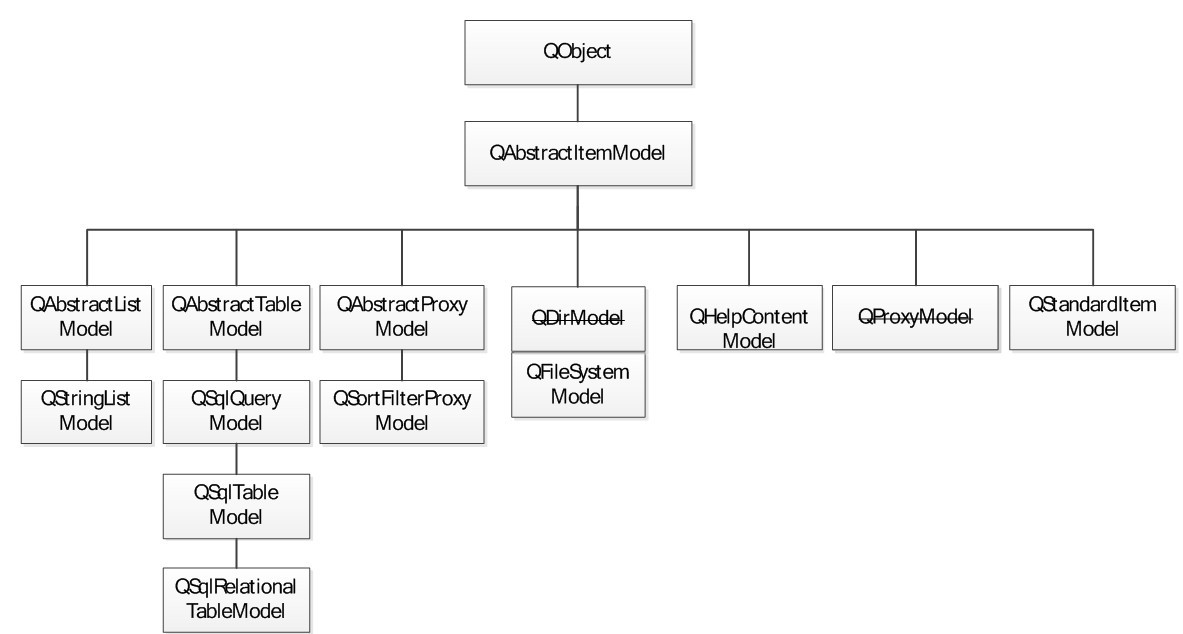 QObject
QAbstractItemModel
QAbstractList
Model
QAbstractTable
Model
QAbstractProxy
Model
QDirModel
QHelpContent
Model
QProxyModel
QStandardItem
Model
QFileSystem
Model
QStringList
Model
QSqlQuery
Model
QSortFilterProxy
Model
QSqlTable
Model
QSqlRelational
TableModel